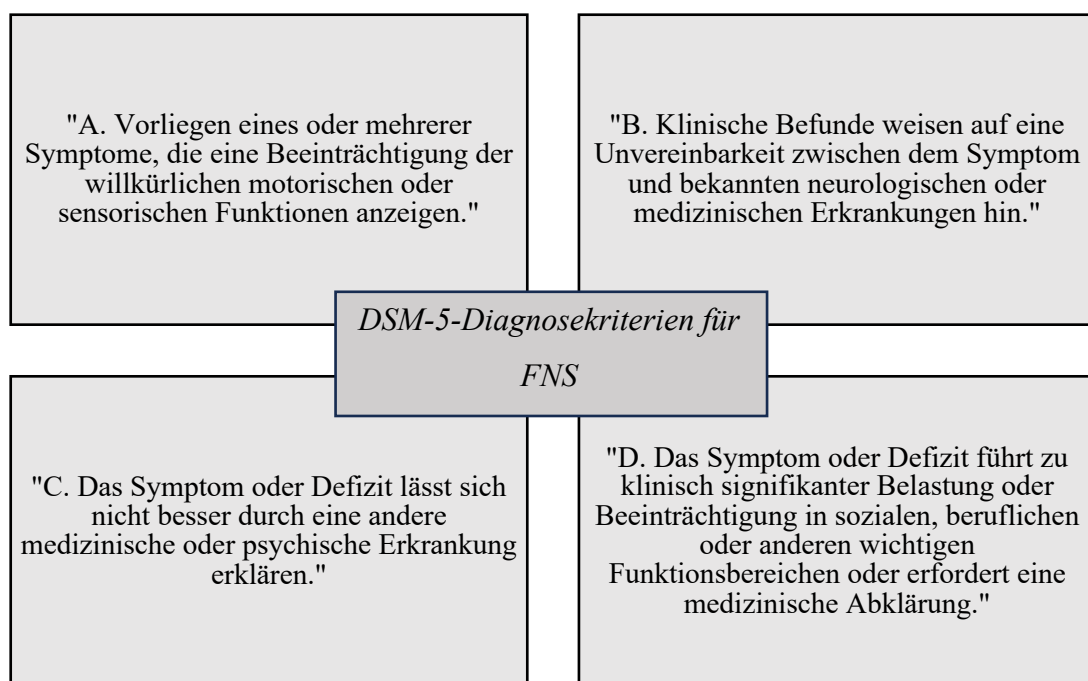 "A. Vorliegen eines oder mehrerer
Symptome, die eine Beeinträchtigung der
willkürlichen motorischen oder
sensorischen Funktionen anzeigen."
"B. Klinische Befunde weisen auf eine
Unvereinbarkeit zwischen dem Symptom
und bekannten neurologischen oder
medizinischen Erkrankungen hin."
DSM-5-Diagnosekriterien für
FNS
"C. Das Symptom oder Defizit lässt sich
nicht besser durch eine andere
medizinische oder psychische Erkrankung
erklären."
"D. Das Symptom oder Defizit führt zu
klinisch signifikanter Belastung oder
Beeinträchtigung in sozialen, beruflichen
oder anderen wichtigen
Funktionsbereichen oder erfordert eine
medizinische Abklärung."